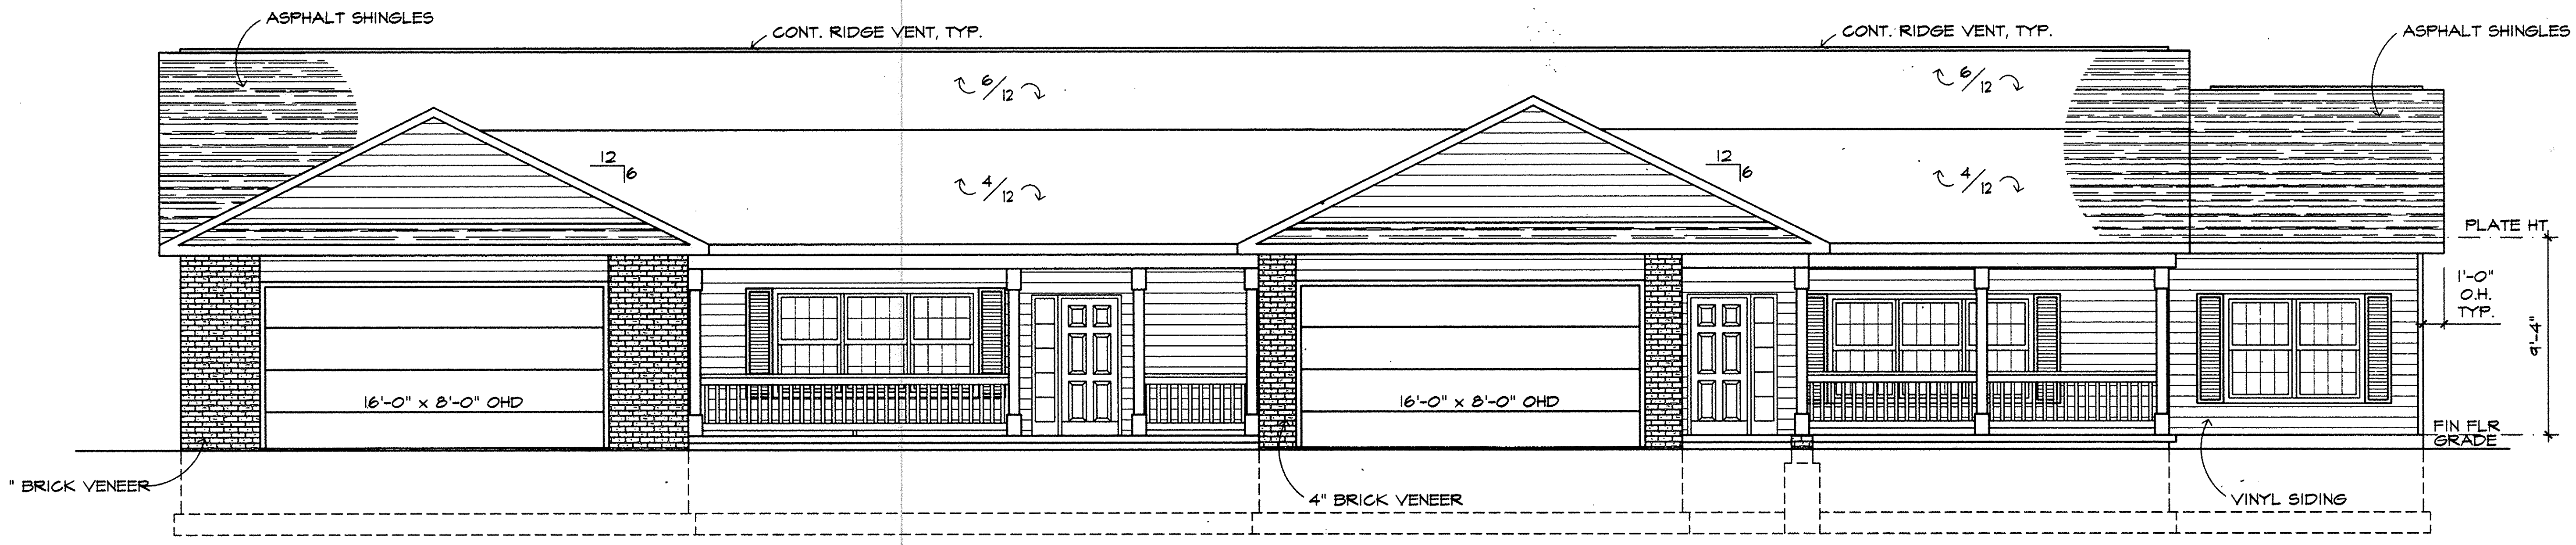 ASPHALT SHINGLES
CONT. RIDGE VENT, TYP.
CONT. RIDGE VENT, TYP.
ASPHALT SHINGLES
6/12
6/12
12
6
12
6
4/12
4/12
PLATE HT
1'-0"
O.H.
TYP.
9'-4"
16'-0" x 8'-0" OHD
16'-0" x 8'-0" OHD
FIN FLR
GRADE
" BRICK VENEER
4" BRICK VENEER
VINYL SIDING